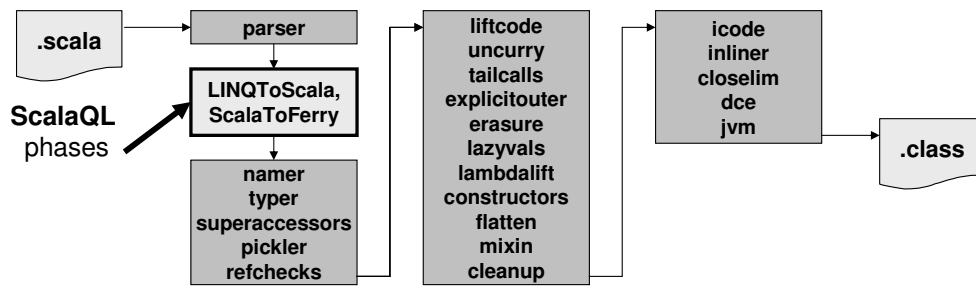 .scala
parser
LINQToScala,
ScalaToFerry
ScalaQL
phases
namer
typer
superaccessors
pickler
refchecks
liftcode
uncurry
tailcalls
explicitouter
erasure
lazyvals
lambdalift
constructors
flatten
mixin
cleanup
icode
inliner
closelim
dce
jvm
.class